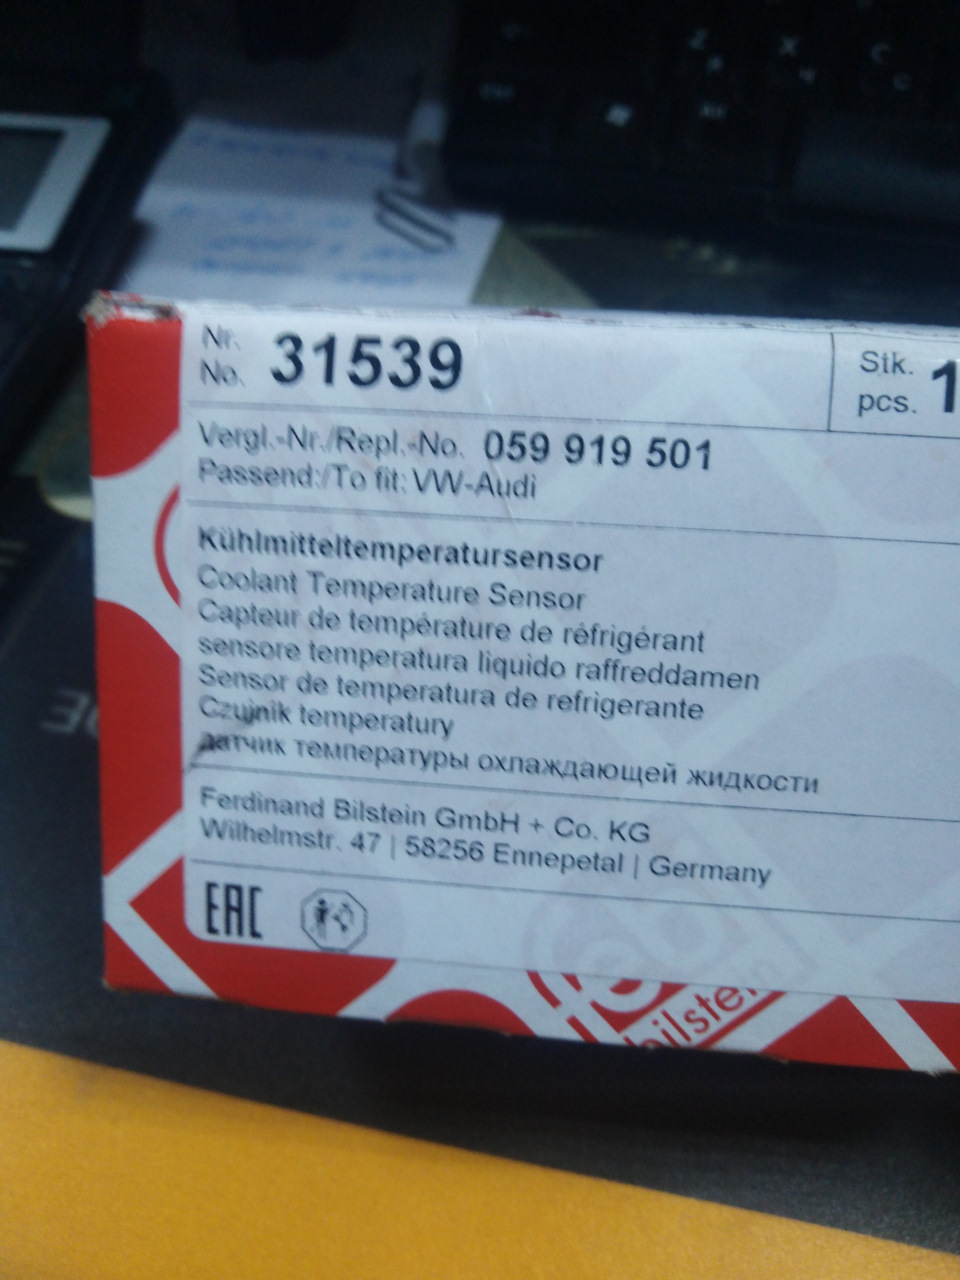 Nr.
No. 31539
Stk.
pcs. 1
Vergl.-Nr./Repl.-No. 059 919 501
Passend:/To fit: VW-Audi
Kühlmitteltemperatursensor
Coolant Temperature Sensor
Capteur de température de réfrigérant
sensore temperatura liquido raffreddamen
Sensor de temperatura de refrigerante
Czujnik temperatury
датчик температуры охлаждающей жидкости
Ferdinand Bilstein GmbH + Co. KG
Wilhelmstr. 47 | 58256 Ennepetal | Germany
EAC
bilstein
Z
X
C